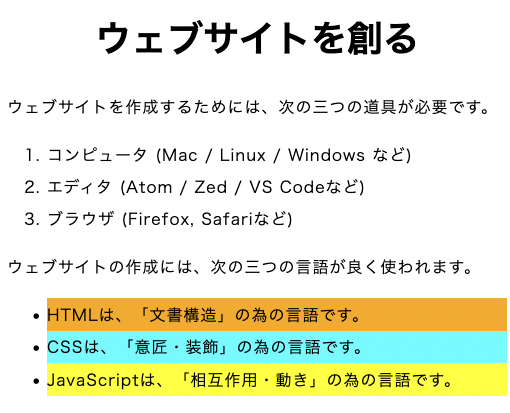 ウェブサイトを創る
ウェブサイトを作成するためには、次の三つの道具が必要です。
1. コンピュータ (Mac / Linux / Windows など)
2. エディタ (Atom / Zed / VS Codeなど)
3. ブラウザ (Firefox, Safariなど)
ウェブサイトの作成には、次の三つの言語が良く使われます。
• HTMLは、「文書構造」の為の言語です。
• CSSは、「意匠・装飾」の為の言語です。
• JavaScriptは、「相互作用・動き」の為の言語です。